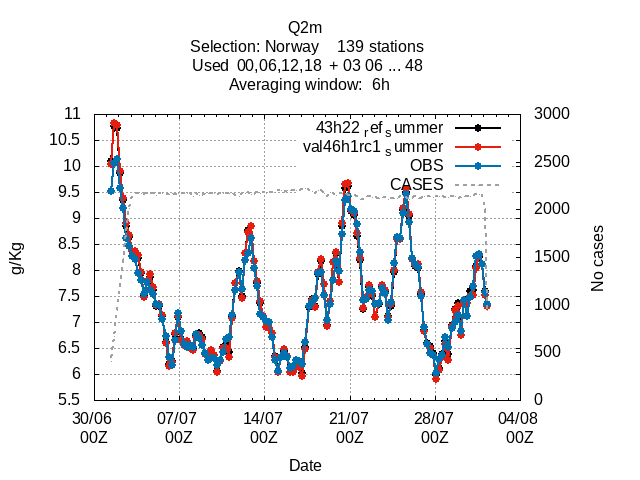 Q2m
Selection: Norway 139 stations
Used 00,06,12,18 + 03 06 ... 48
Averaging window: 6h
43h22refsummer
val46h1rc1summer
OBS
CASES
11
10.5
10
9.5
9
8.5
8
7.5
7
6.5
6
5.5
g/Kg
3000
2500
2000
1500
1000
500
0
No cases
30/06 07/07 14/07 21/07 28/07 04/08
00Z 00Z 00Z 00Z 00Z 00Z
Date